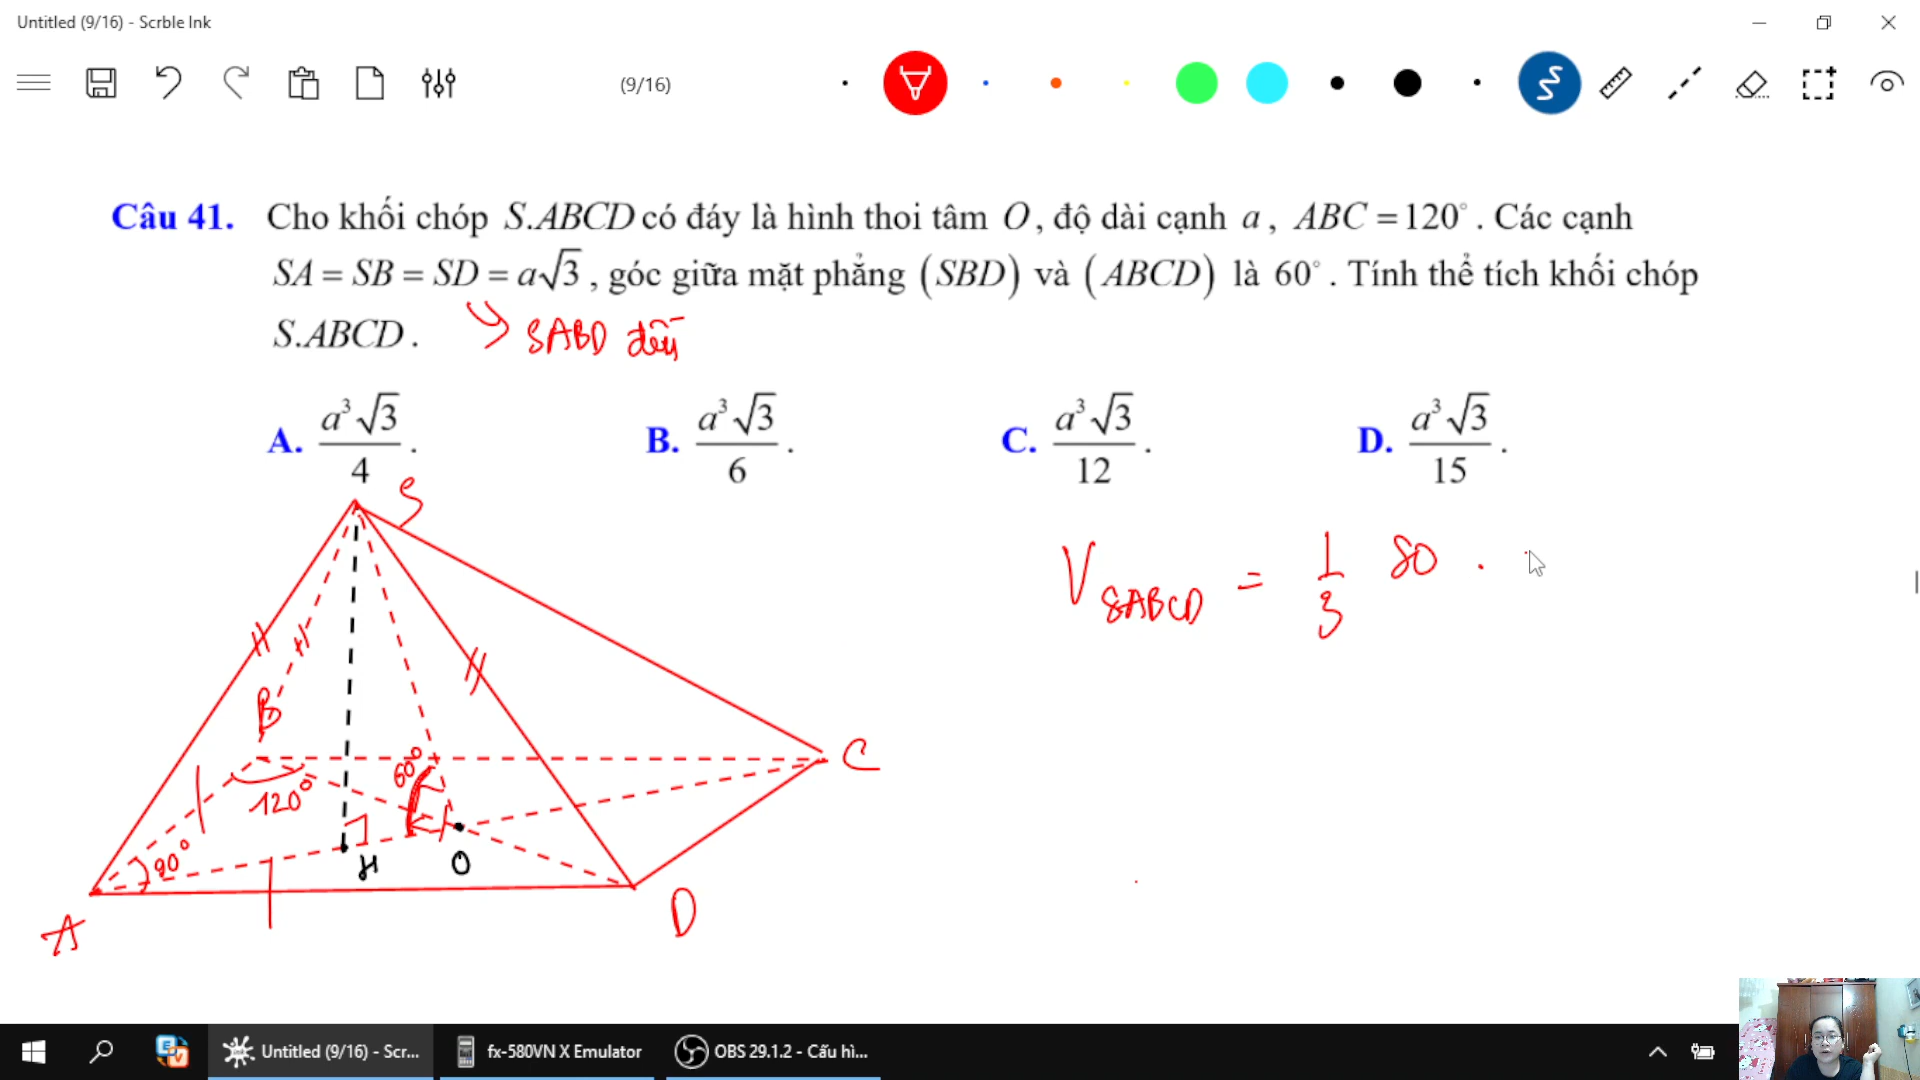 Untitled (9/16) - Scrble Ink
(9/16)
Câu 41. Cho khối chóp S.ABCD có đáy là hình thoi tâm O, độ dài cạnh a, ABC = 120°. Các cạnh
SA = SB = SD = a√3, góc giữa mặt phẳng (SBD) và (ABCD) là 60°. Tính thể tích khối chóp
S.ABCD.
SABD đều
A. a³√3/4. B. a³√3/6. C. a³√3/12. D. a³√3/15.
S
V SABCD = 1/3 SO .
B
60°
C
120°
H
O
A
D
Untitled (9/16) - Scr...
fx-580VN X Emulator
OBS 29.1.2 - Cấu hì...